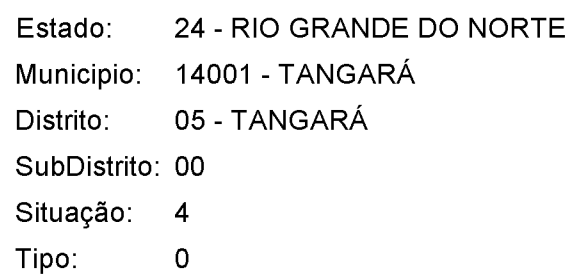 Estado: 24 - RIO GRANDE DO NORTE
Municipio: 14001 - TANGARÁ
Distrito: 05 - TANGARÁ
SubDistrito: 00
Situação: 4
Tipo: 0